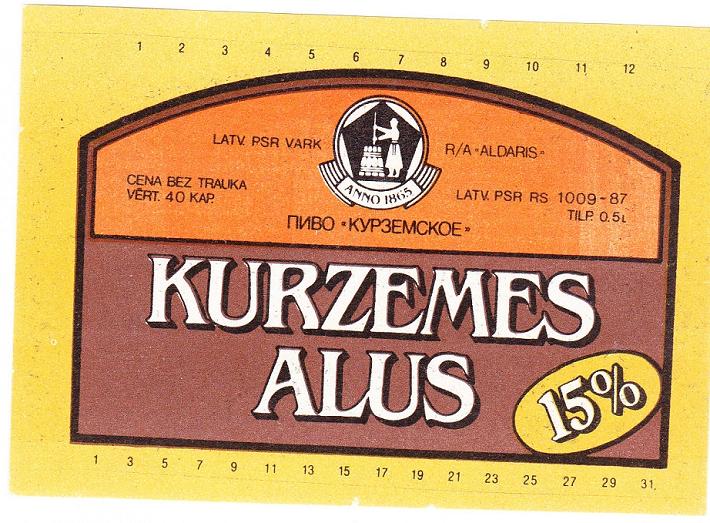 1 2 3 4 5 6 7 8 9 10 11 12
LATV. PSR VARK
R/A «ALDARIS»
ANNO 1865
CENA BEZ TRAUKA
VĒRT. 40 KAP.
LATV. PSR RS 1009-87
TILP. 0.5L
ПИВО «КУРЗЕМСКОЕ»
KURZEMES
ALUS
15%
1 3 5 7 9 11 13 15 17 19 21 23 25 27 29 31